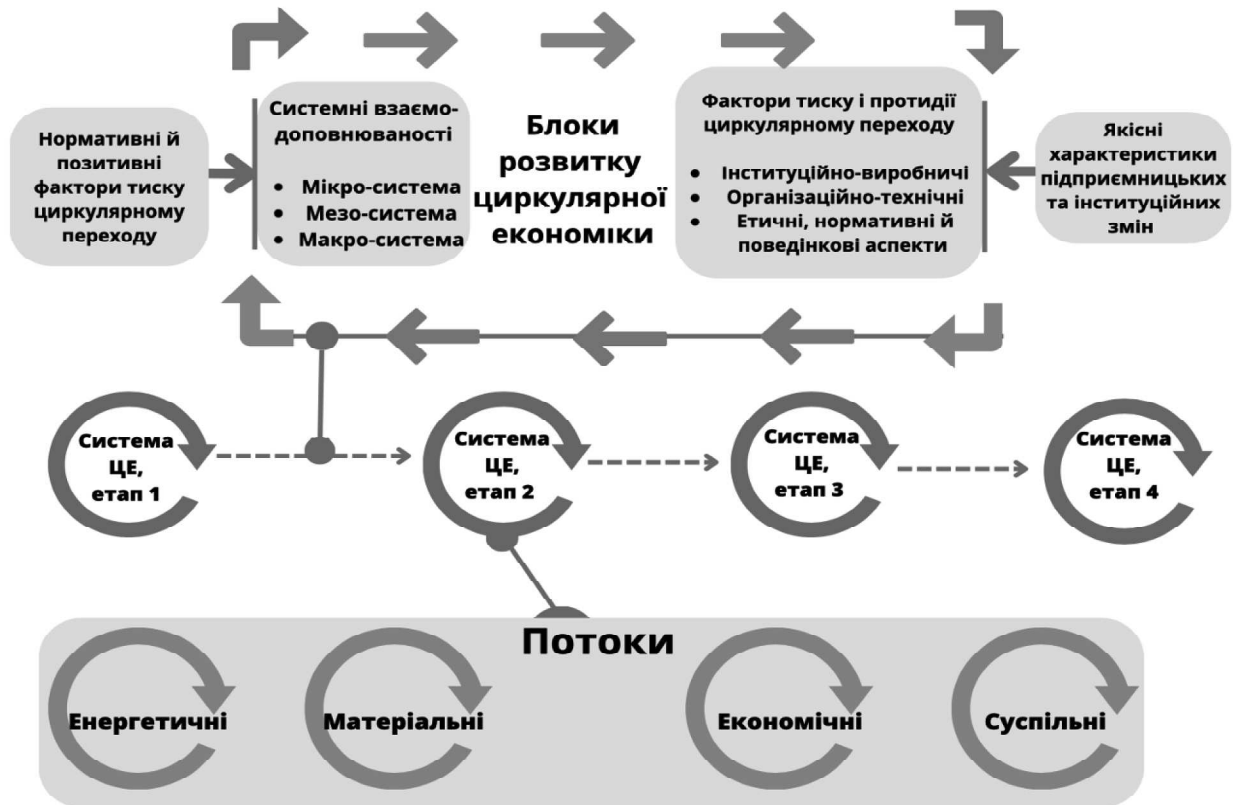 Нормативні й
позитивні
фактори тиску
циркулярному
переходу
Системні взаємо-
доповнюваності
• Мікро-система
• Мезо-система
• Макро-система
Блоки
розвитку
циркулярної
економіки
Фактори тиску і протидії
циркулярному переходу
• Інституційно-виробничі
• Організаційно-технічні
• Етичні, нормативні й
поведінкові аспекти
Якісні
характеристики
підприємницьких
та інституційних
змін
Система
ЦЕ,
етап 1
Система
ЦЕ,
етап 2
Система
ЦЕ,
етап 3
Система
ЦЕ,
етап 4
Потоки
Енергетичні
Матеріальні
Економічні
Суспільні